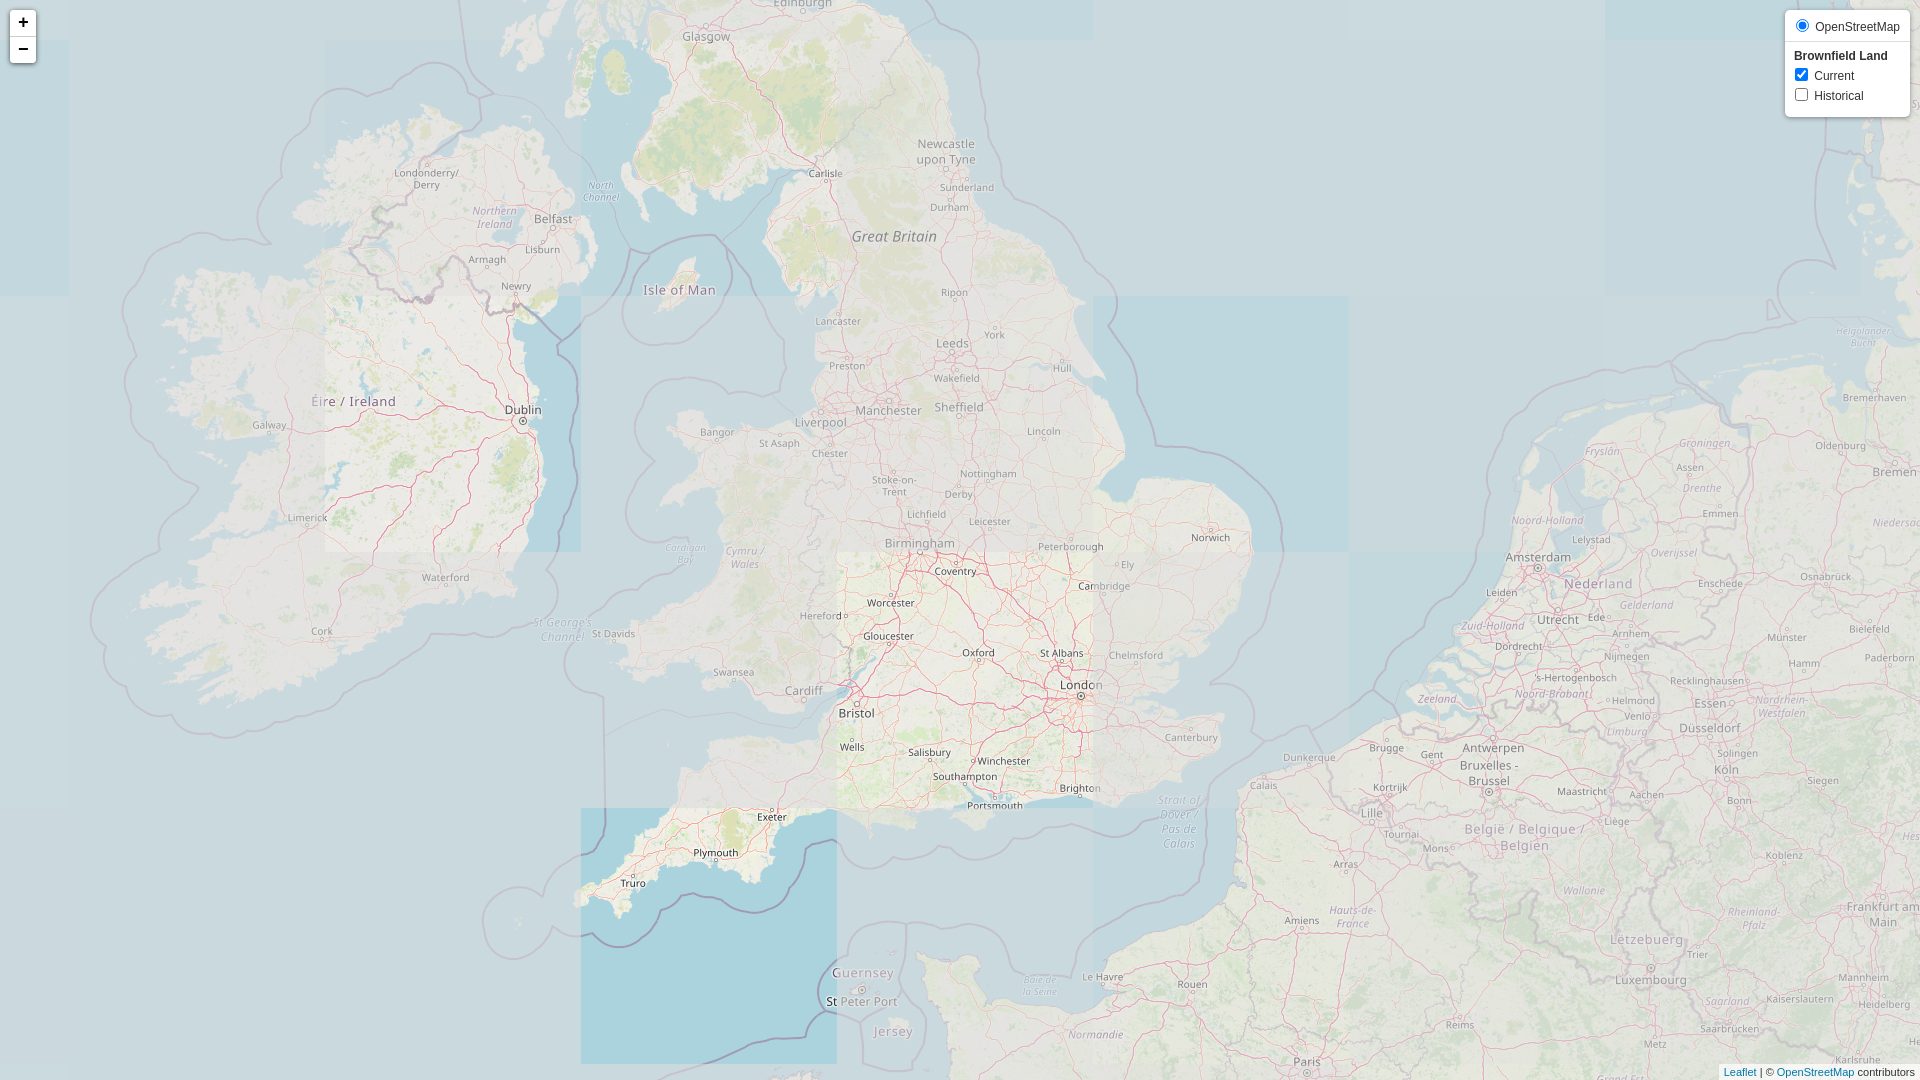 +
−
OpenStreetMap
Brownfield Land
Current
Historical
Edinburgh
Glasgow
Newcastle
upon Tyne
Carlisle
Sunderland
Durham
Londonderry/
Derry
North
Channel
Northern
Ireland
Belfast
Lisburn
Armagh
Newry
Great Britain
Isle of Man
Ripon
Lancaster
York
Leeds
Preston
Hull
Wakefield
Helgoländer
Bucht
Bremerhaven
Éire / Ireland
Dublin
Galway
Manchester
Sheffield
Liverpool
Bangor
St Asaph
Chester
Lincoln
Groningen
Oldenburg
Fryslân
Assen
Bremen
Stoke-on-
Trent
Nottingham
Derby
Drenthe
Emmen
Limerick
Lichfield
Leicester
Noord-Holland
Niedersac
Birmingham
Peterborough
Norwich
Lelystad
Cardigan
Bay
Cymru /
Wales
Coventry
Ely
Amsterdam
Overijssel
Waterford
Cambridge
Nederland
Enschede
Osnabrück
Worcester
Leiden
Gelderland
Hereford
St George's
Channel
St Davids
Cork
Gloucester
Oxford
St Albans
Chelmsford
Zuid-Holland
Utrecht
Ede
Arnhem
Münster
Bielefeld
Dordrecht
Nijmegen
Hamm
Paderborn
Swansea
Cardiff
London
's-Hertogenbosch
Recklinghausen
Bristol
Zeeland
Noord-Brabant
Helmond
Essen
Nordrhein-
Westfalen
Venlo
Wells
Salisbury
Winchester
Canterbury
Brugge
Gent
Antwerpen
Limburg
Düsseldorf
Solingen
Dunkerque
Bruxelles -
Brussel
Köln
Southampton
Brighton
Calais
Kortrijk
Maastricht
Aachen
Siegen
Portsmouth
Strait of
Dover /
Pas de
Calais
Bonn
Exeter
Lille
Tournai
Liège
België / Belgique /
Belgien
Plymouth
Mons
Koblenz
Arras
Truro
Wallonie
Hauts-de-
France
Amiens
Rheinland-
Pfalz
Frankfurt am
Main
Lëtzebuerg
Trier
Guernsey
St Peter Port
Baie de
la Seine
Le Havre
Rouen
Luxembourg
Mannheim
Kaiserslautern
Heidelberg
Saarland
Jersey
Normandie
Reims
Saarbrücken
Karlsruhe
Metz
Paris
Grand Est
Leaflet | © OpenStreetMap contributors